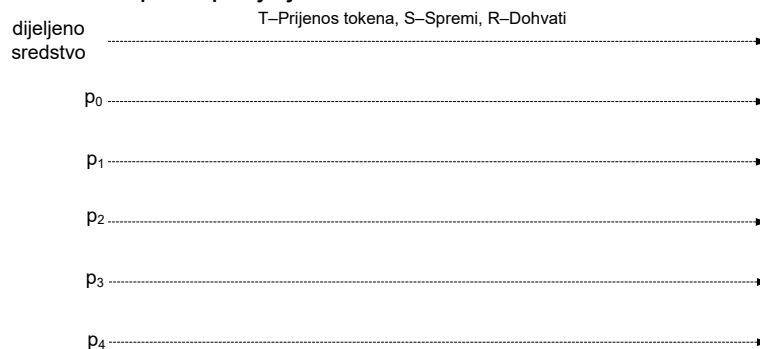 T–Prijenos tokena, S–Spremi, R–Dohvati
dijeljeno
sredstvo
p0
p1
p2
p3
p4